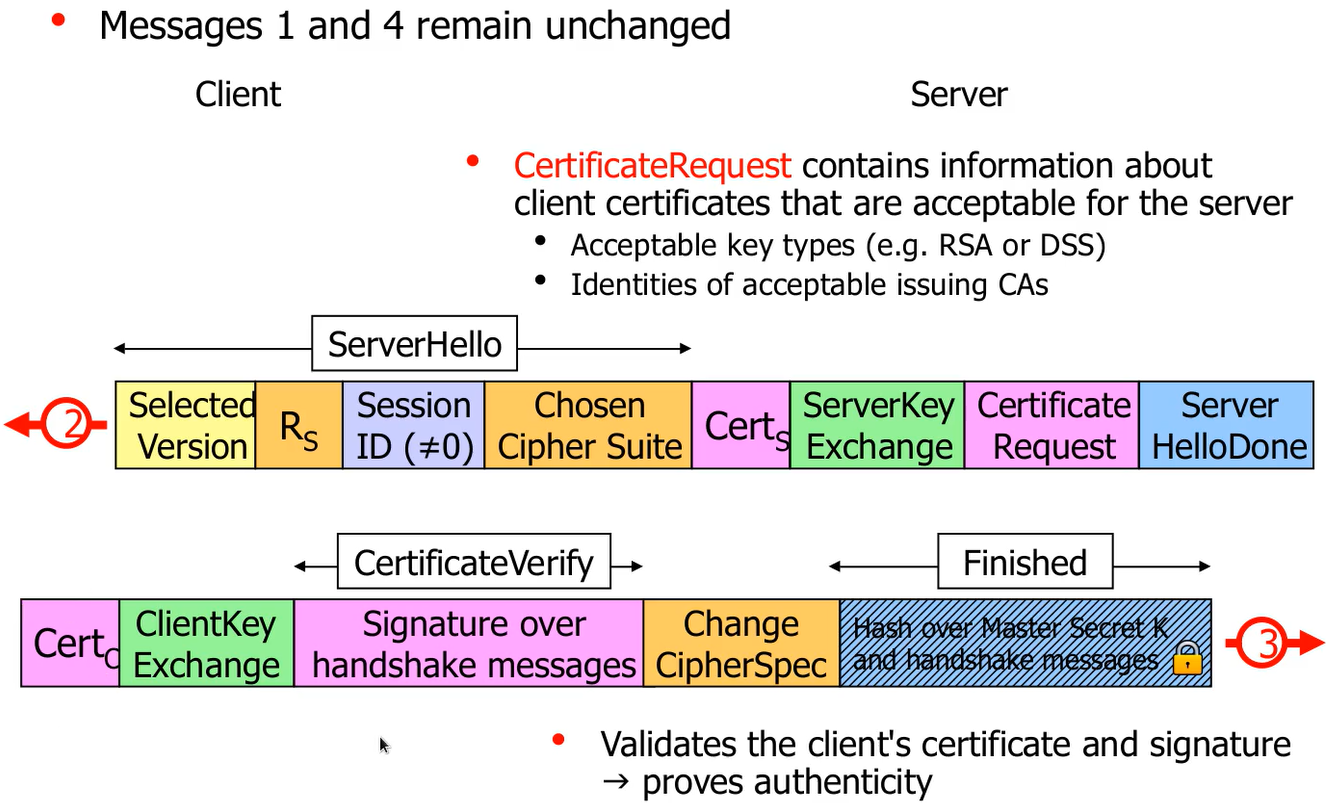 • Messages 1 and 4 remain unchanged
Client
Server
• CertificateRequest contains information about
client certificates that are acceptable for the server
• Acceptable key types (e.g. RSA or DSS)
• Identities of acceptable issuing CAs
ServerHello
2
Selected
Version
RS
Session
ID (≠0)
Chosen
Cipher Suite
CertS
ServerKey
Exchange
Certificate
Request
Server
HelloDone
CertificateVerify
Finished
CertC
ClientKey
Exchange
Signature over
handshake messages
Change
CipherSpec
Hash over Master Secret K
and handshake messages
3
• Validates the client's certificate and signature
→ proves authenticity